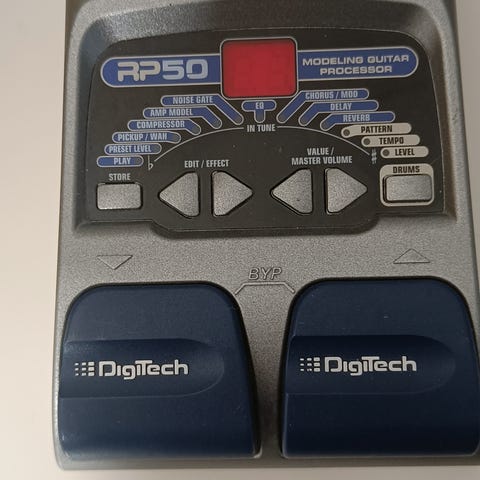 RP50
MODELING GUITAR
PROCESSOR
NOISE GATE
AMP MODEL
COMPRESSOR
PICKUP / WAH
PRESET LEVEL
PLAY
EQ
IN TUNE
CHORUS / MOD
DELAY
REVERB
PATTERN
TEMPO
LEVEL
♭
♯
STORE
EDIT / EFFECT
VALUE /
MASTER VOLUME
DRUMS
BYP
DigiTech
DigiTech